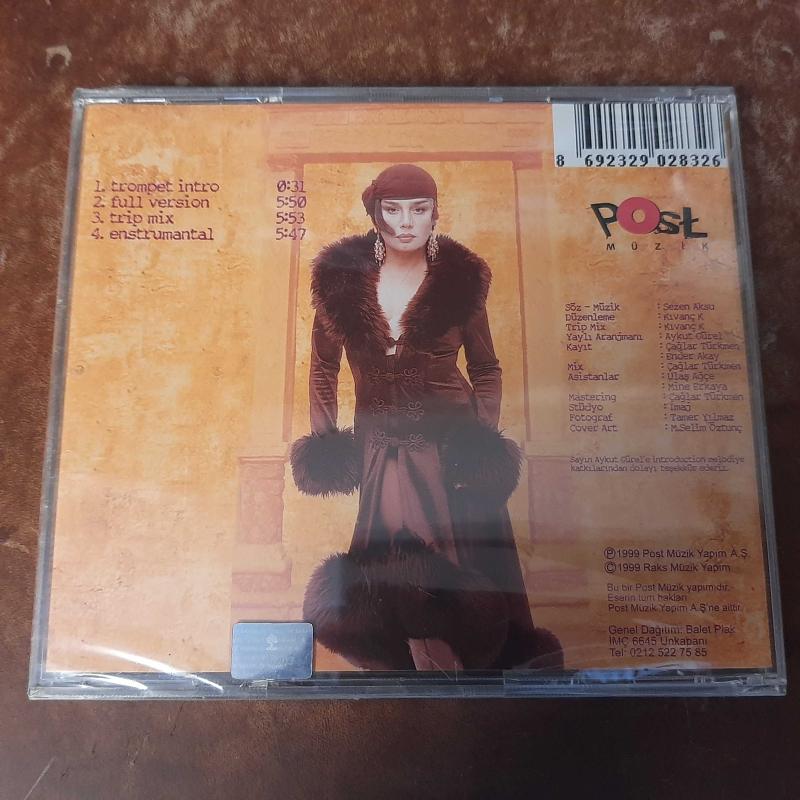 1. trompet intro 0:31
2. full version 5:50
3. trip mix 5:53
4. enstrumantal 5:47
8 692329 028326
POST
MÜZİK
Söz - Müzik : Sezen Aksu
Düzenleme : Kıvanç K
Trip Mix : Kıvanç K
Yaylı Aranjmanı : Aykut Gürel
Kayıt : Çağlar Türkmen
: Ender Akay
Mix : Çağlar Türkmen
Asistanlar : Ulaş Ağçe
: Mine Erkaya
Mastering : Çağlar Türkmen
Stüdyo : İmaj
Fotograf : Tamer Yılmaz
Cover Art : M.Selim Öztunç
Sayın Aykut Gürel'e introduction melodiye
katkılarından dolayı teşekkür ederiz.
Ⓟ1999 Post Müzik Yapım A.Ş.
©1999 Raks Müzik Yapım
Bu bir Post Müzik yapımıdır.
Eserin tüm hakları
Post Müzik Yapım A.Ş'ne aittir.
Genel Dağıtım: Balet Plak
İMÇ 6645 Unkapanı
Tel: 0212 522 75 85